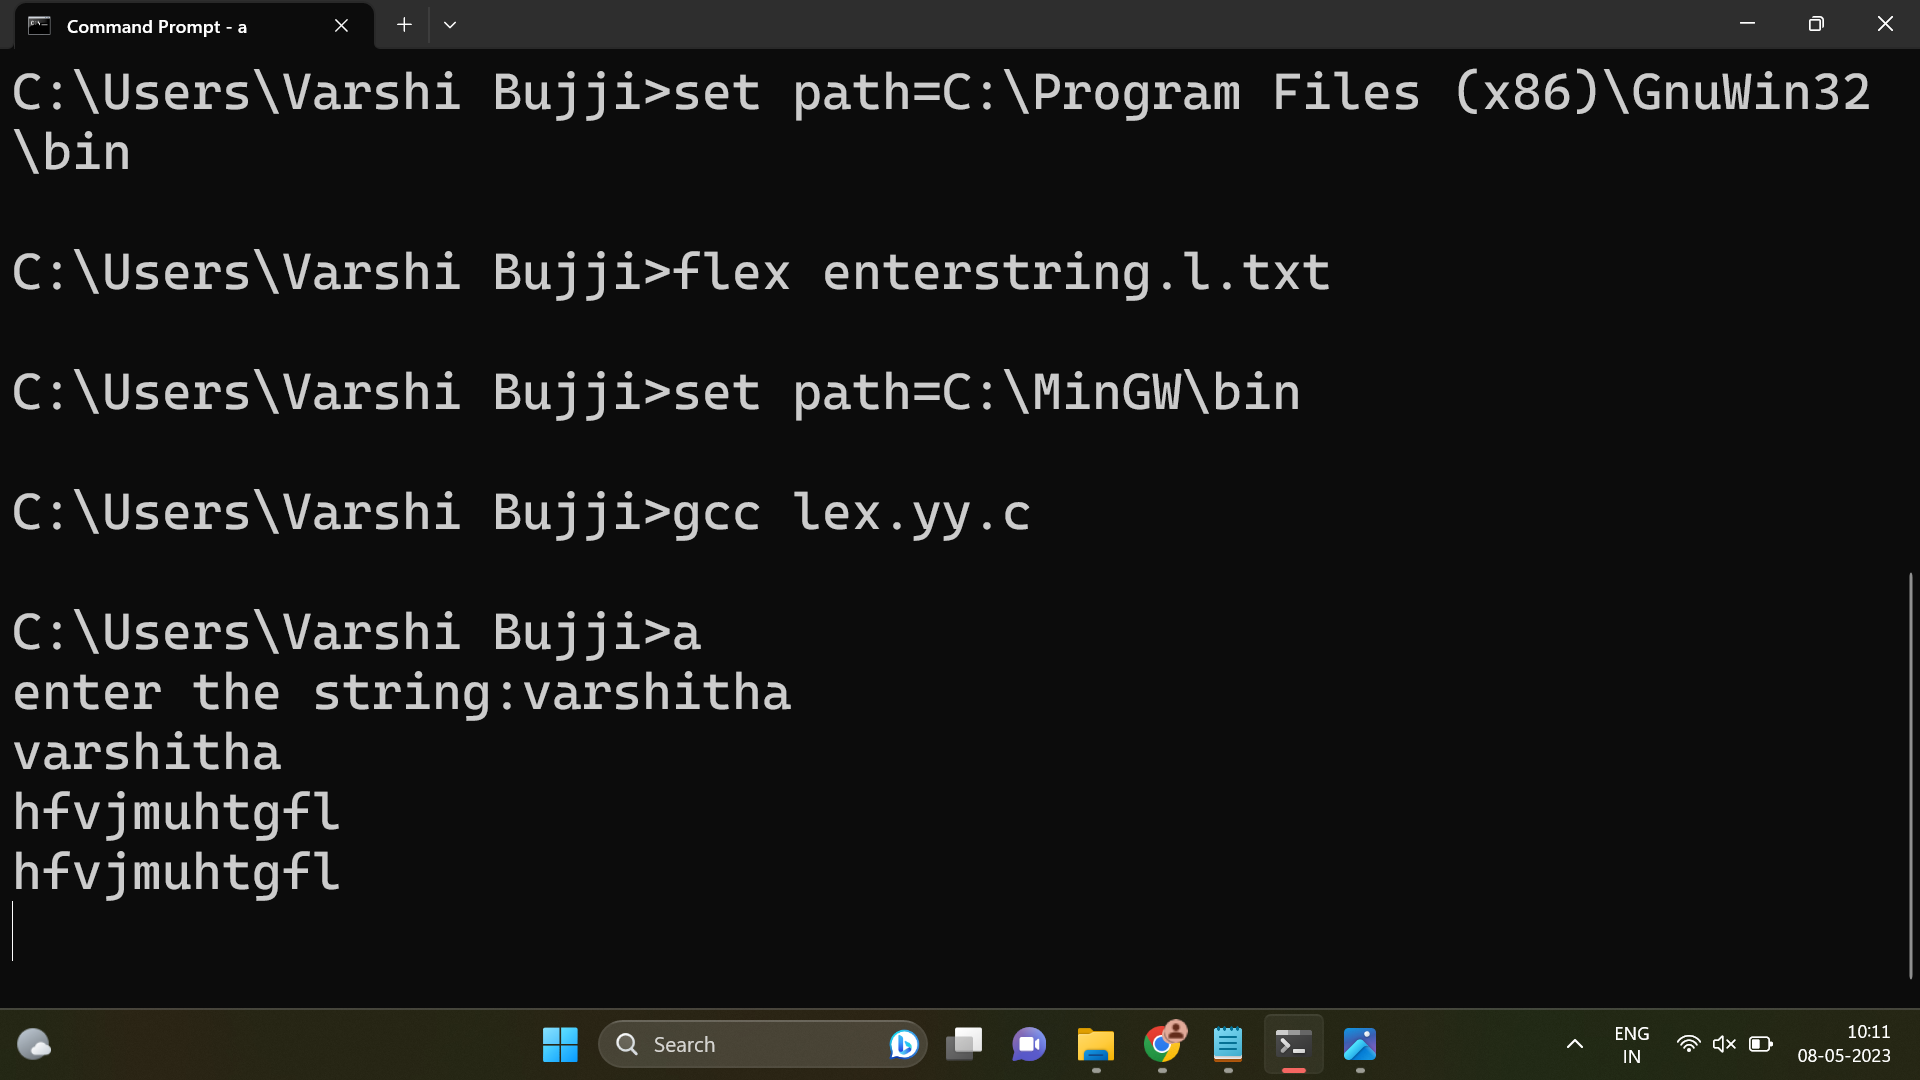 Command Prompt - a
C:\Users\Varshi Bujji>set path=C:\Program Files (x86)\GnuWin32
\bin
C:\Users\Varshi Bujji>flex enterstring.l.txt
C:\Users\Varshi Bujji>set path=C:\MinGW\bin
C:\Users\Varshi Bujji>gcc lex.yy.c
C:\Users\Varshi Bujji>a
enter the string:varshitha
varshitha
hfvjmuhtgfl
hfvjmuhtgfl
Search
ENG
IN
10:11
08-05-2023